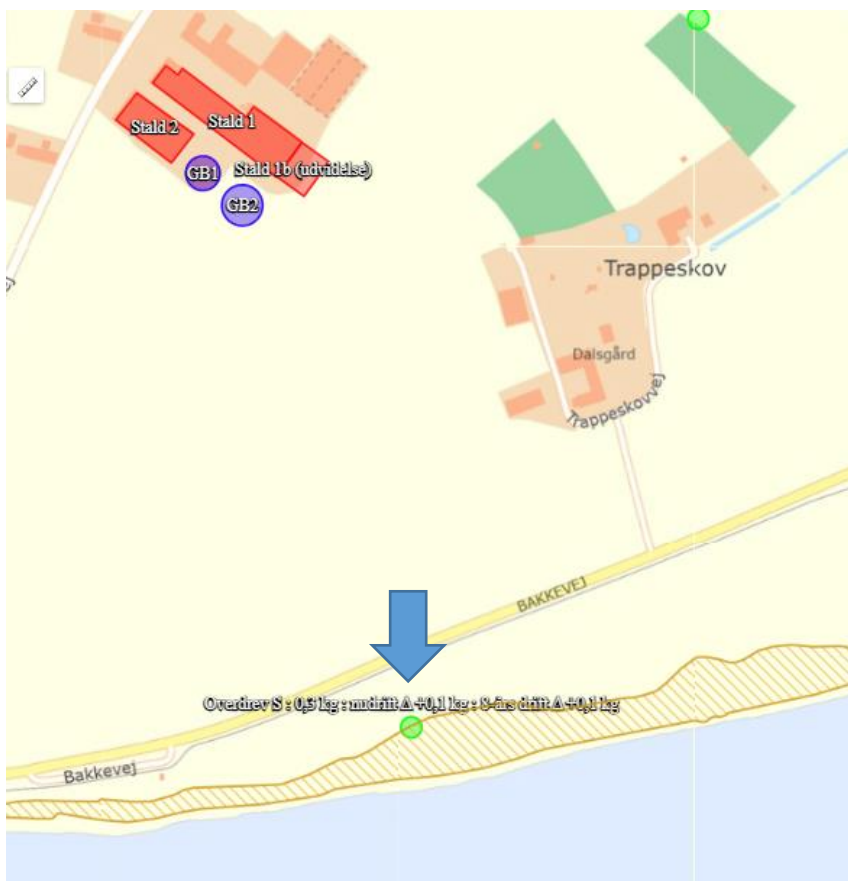 Stald 1
Stald 2
Stald 1b (udvidelse)
GB1
GB2
Trappeskov
Dalsgård
Trappeskovvej
BAKKEVEJ
Overdrev S : 0,5 kg : nudrift Δ +0,1 kg : 8-års drift Δ +0,1 kg
Bakkevej